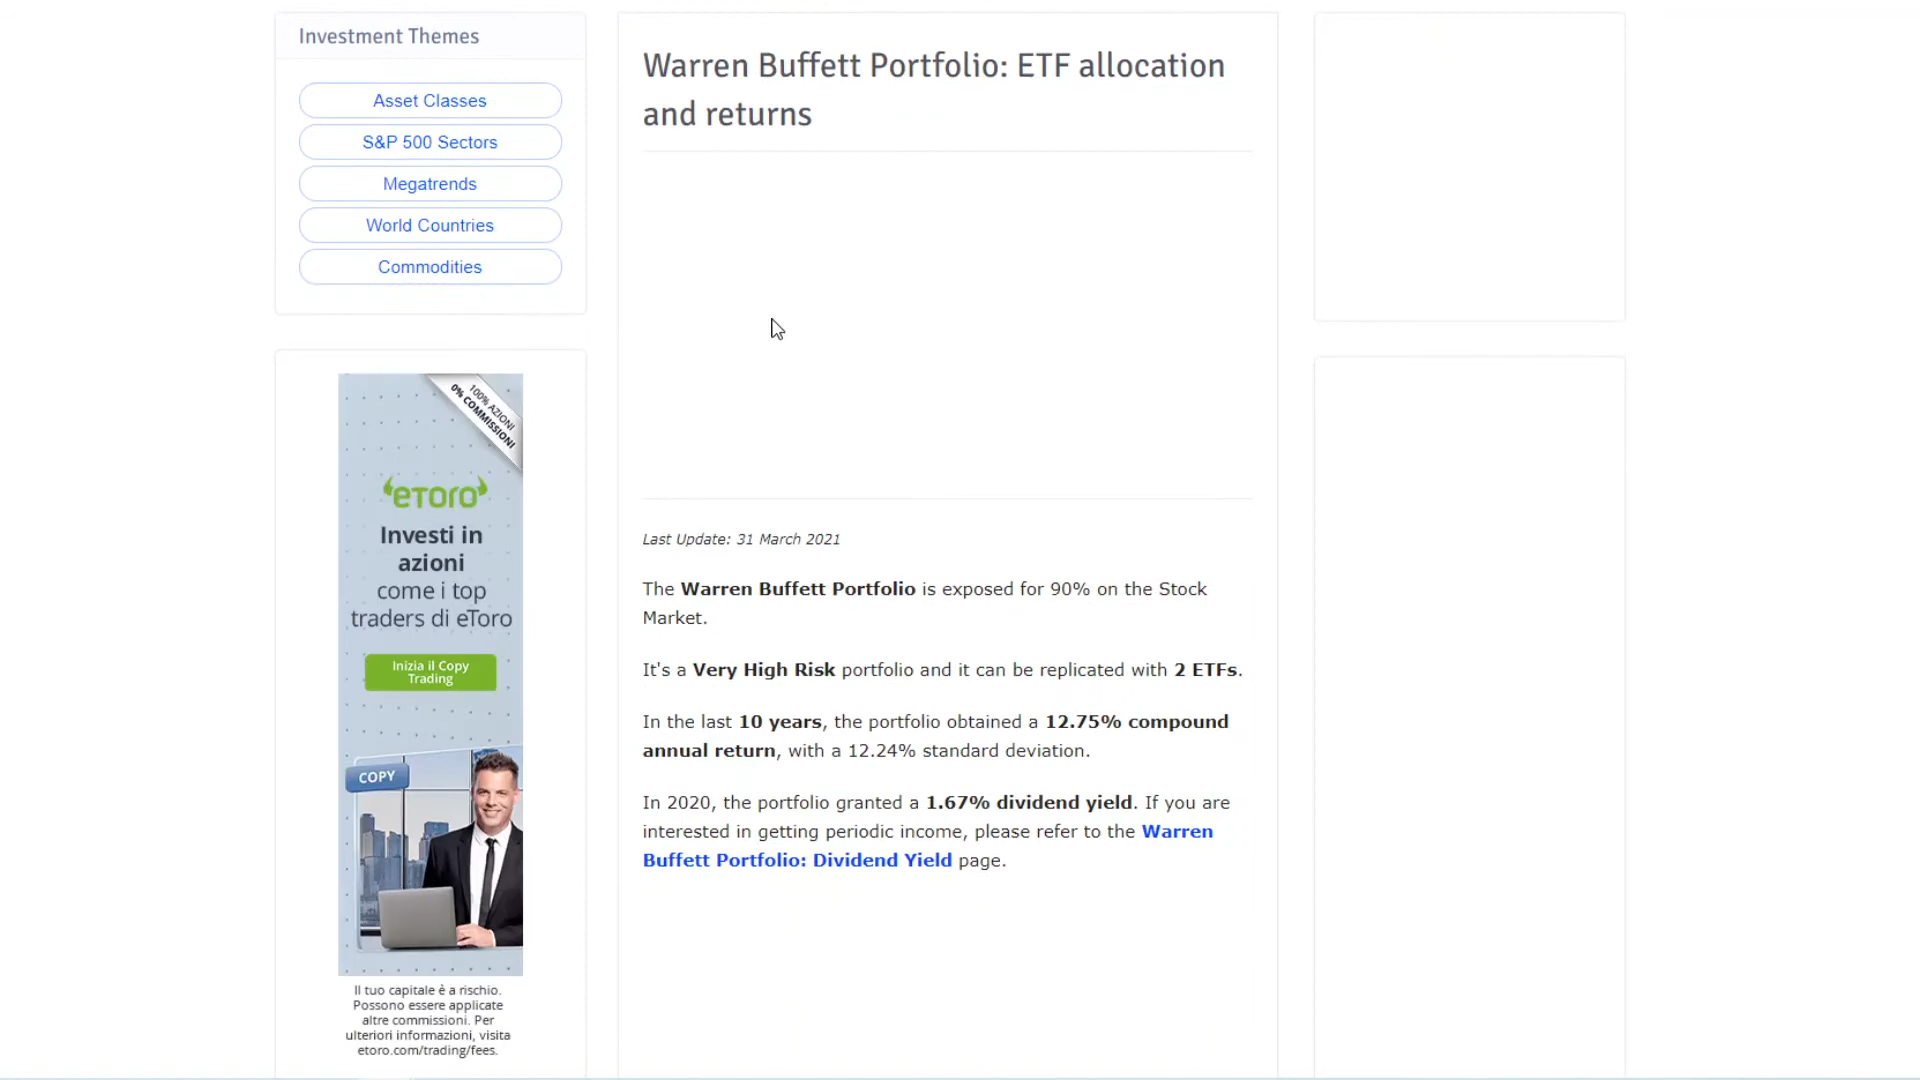 Investment Themes
Asset Classes
S&P 500 Sectors
Megatrends
World Countries
Commodities
100% AZIONI
0% COMMISSIONI
eToro
Investi in
azioni
come i top
traders di eToro
Inizia il Copy
Trading
COPY
Il tuo capitale è a rischio.
Possono essere applicate
altre commissioni. Per
ulteriori informazioni, visita
etoro.com/trading/fees.
Warren Buffett Portfolio: ETF allocation
and returns
Last Update: 31 March 2021
The Warren Buffett Portfolio is exposed for 90% on the Stock
Market.
It's a Very High Risk portfolio and it can be replicated with 2 ETFs.
In the last 10 years, the portfolio obtained a 12.75% compound
annual return, with a 12.24% standard deviation.
In 2020, the portfolio granted a 1.67% dividend yield. If you are
interested in getting periodic income, please refer to the Warren
Buffett Portfolio: Dividend Yield page.